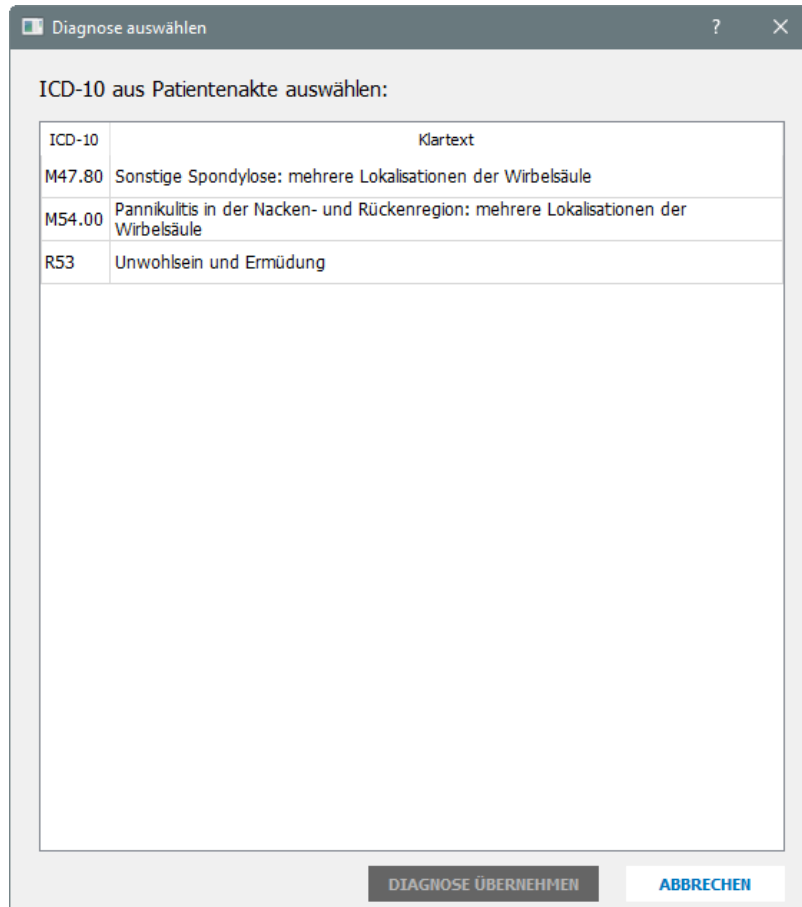 Diagnose auswählen
ICD-10 aus Patientenakte auswählen:
ICD-10 Klartext
M47.80 Sonstige Spondylose: mehrere Lokalisationen der Wirbelsäule
M54.00 Pannikulitis in der Nacken- und Rückenregion: mehrere Lokalisationen der
Wirbelsäule
R53 Unwohlsein und Ermüdung
DIAGNOSE ÜBERNEHMEN ABBRECHEN